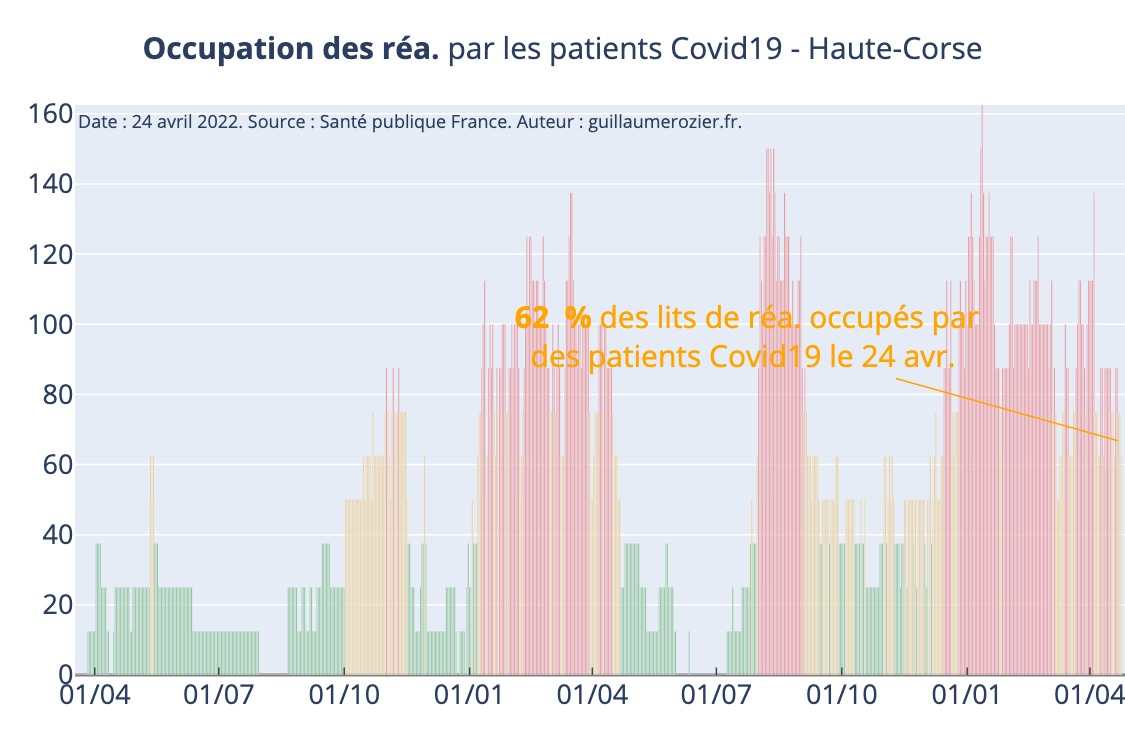 Occupation des réa. par les patients Covid19 - Haute-Corse
160
Date : 24 avril 2022. Source : Santé publique France. Auteur : guillaumerozier.fr.
140
120
100
62 % des lits de réa. occupés par
des patients Covid19 le 24 avr.
80
60
40
20
0
01/04 01/07 01/10 01/01 01/04 01/07 01/10 01/01 01/04